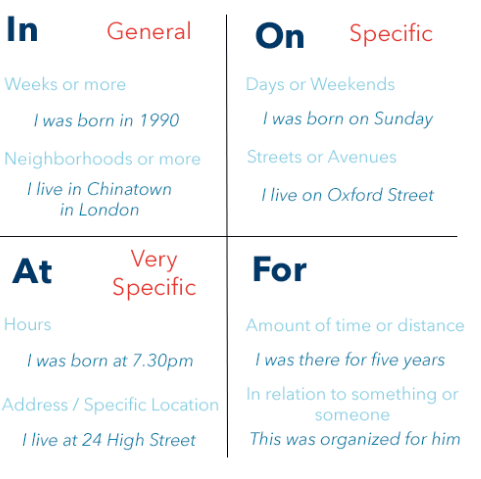 In
General
Weeks or more
I was born in 1990
Neighborhoods or more
I live in Chinatown
in London
On
Specific
Days or Weekends
I was born on Sunday
Streets or Avenues
I live on Oxford Street
At
Very
Specific
Hours
I was born at 7.30pm
Address / Specific Location
I live at 24 High Street
For
Amount of time or distance
I was there for five years
In relation to something or
someone
This was organized for him